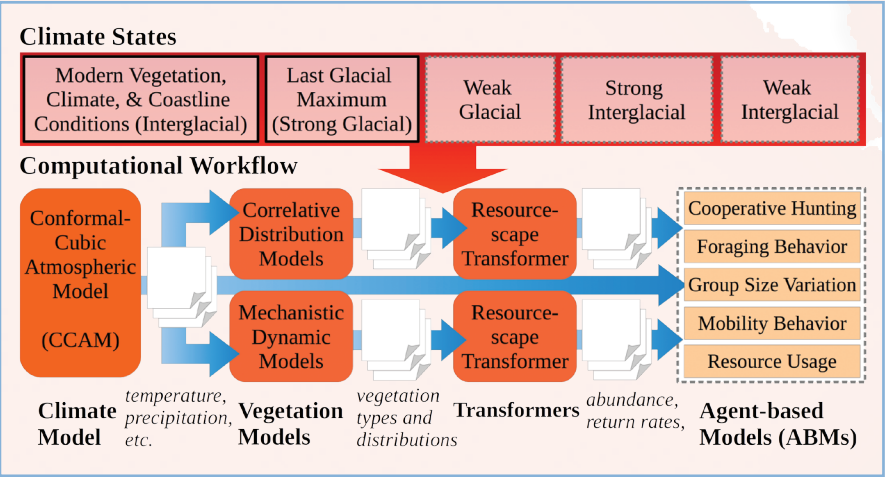 Climate States
Modern Vegetation,
Climate, & Coastline
Conditions (Interglacial)
Last Glacial
Maximum
(Strong Glacial)
Weak
Glacial
Strong
Interglacial
Weak
Interglacial
Computational Workflow
Conformal-
Cubic
Atmospheric
Model
(CCAM)
Correlative
Distribution
Models
Resource-
scape
Transformer
Mechanistic
Dynamic
Models
Resource-
scape
Transformer
Cooperative Hunting
Foraging Behavior
Group Size Variation
Mobility Behavior
Resource Usage
Climate
Model
temperature,
precipitation,
etc.
Vegetation
Models
vegetation
types and
distributions
Transformers
abundance,
return rates,
Agent-based
Models (ABMs)